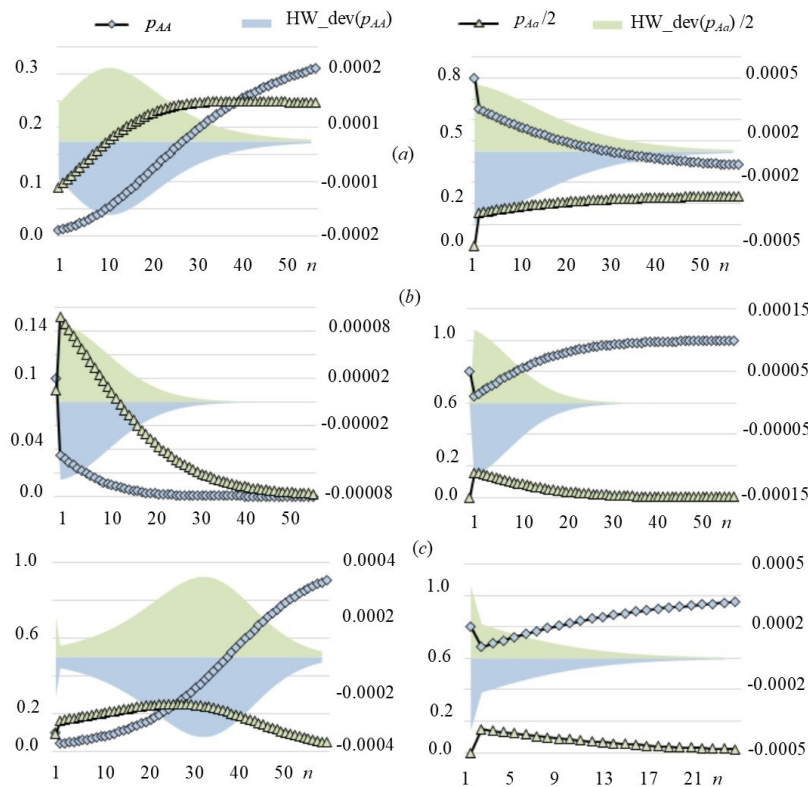 pAA HW_dev(pAA) pAa/2 HW_dev(pAa)/2
0.3 0.0002 0.8 0.0005
0.2 0.0001 0.5 0.0002
(a)
0.1 -0.0001 0.2 -0.0002
0.0 -0.0002 0.0 -0.0005
1 10 20 30 40 50 n 1 10 20 30 40 50 n
(b)
0.14 0.00008 0.00015
0.1 0.00002 1.0 0.00005
0.04 -0.00002 0.6 -0.00005
0.0 -0.00008 0.2 -0.00015
0.0
1 10 20 30 40 50 1 10 20 30 40 50 n
(c)
1.0 0.0004 0.0005
0.6 0.0002 1.0 0.0002
0.2 -0.0002 0.6 -0.0002
0.0 -0.0004 0.2 -0.0005
0.0
1 10 20 30 40 50 n 1 5 9 13 17 21 n